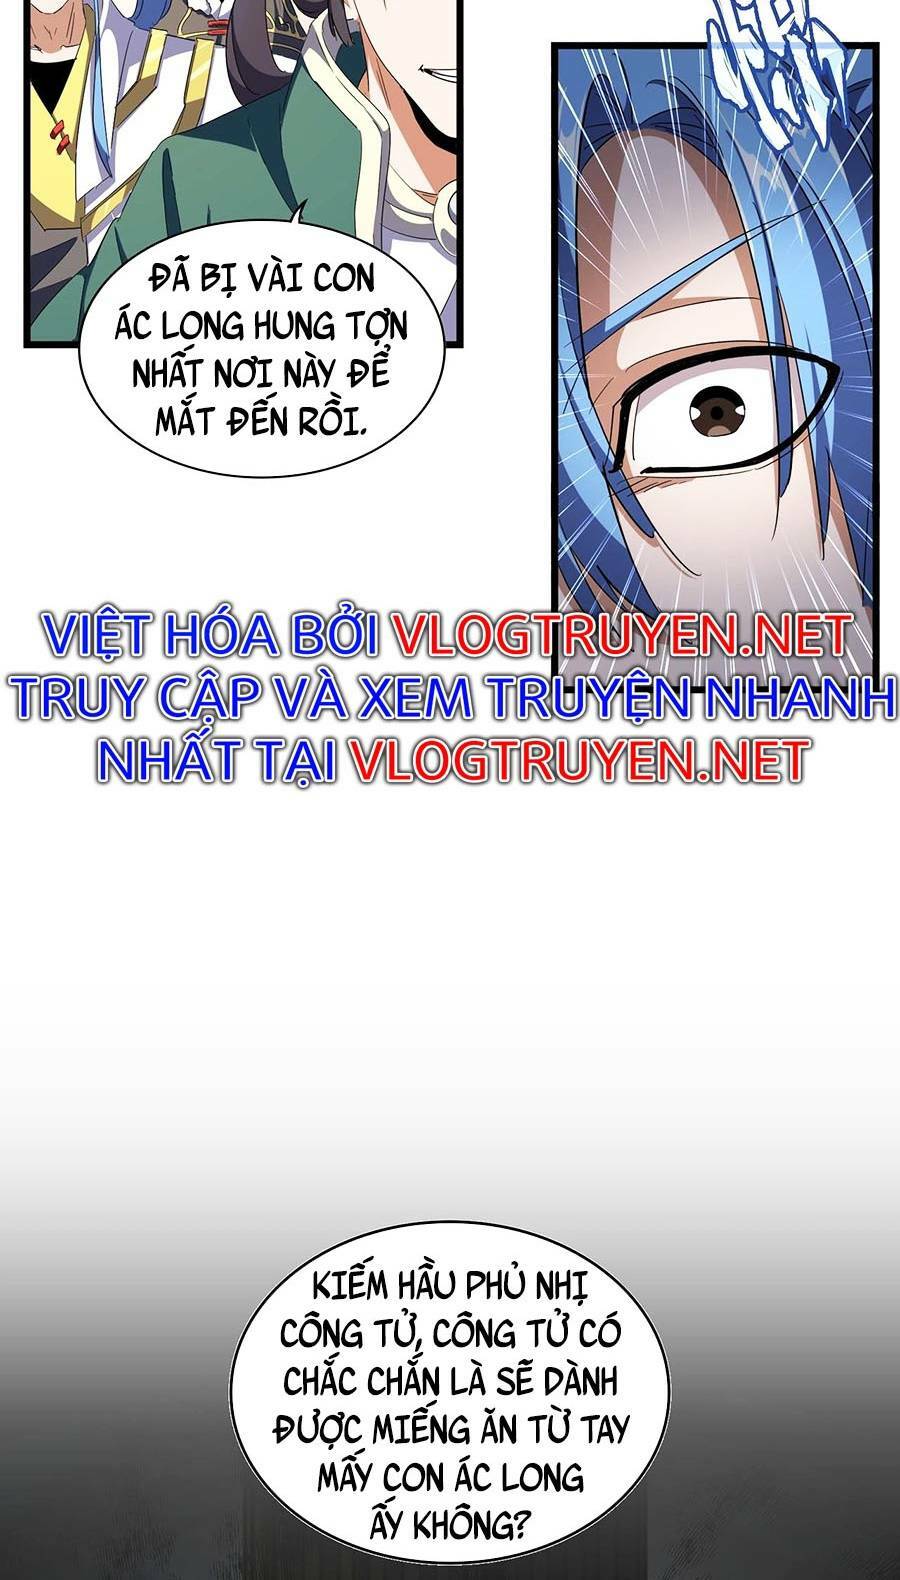 ĐÃ BỊ VÀI CON
ÁC LONG HUNG TỢN
NHẤT NƠI NÀY ĐỂ
MẮT ĐẾN RỒI.
VIỆT HÓA BỞI VLOGTRUYEN.NET
TRUY CẬP VÀ XEM TRUYỆN NHANH
NHẤT TẠI VLOGTRUYEN.NET
KIẾM HẦU PHỦ NHỊ
CÔNG TỬ, CÔNG TỬ CÓ
CHẮC CHẮN LÀ SẼ DÀNH
ĐƯỢC MIẾNG ĂN TỪ TAY
MẤY CON ÁC LONG
ẤY KHÔNG?